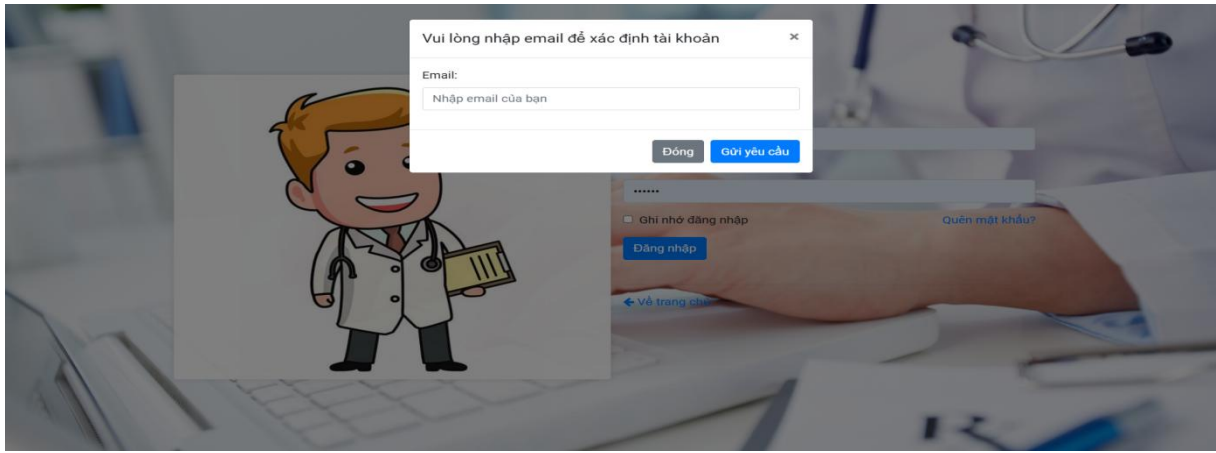 Vui lòng nhập email để xác định tài khoản ×
Email:
Nhập email của bạn
Đóng Gửi yêu cầu
••••••
Ghi nhớ đăng nhập Quên mật khẩu?
Đăng nhập
Về trang chủ
R